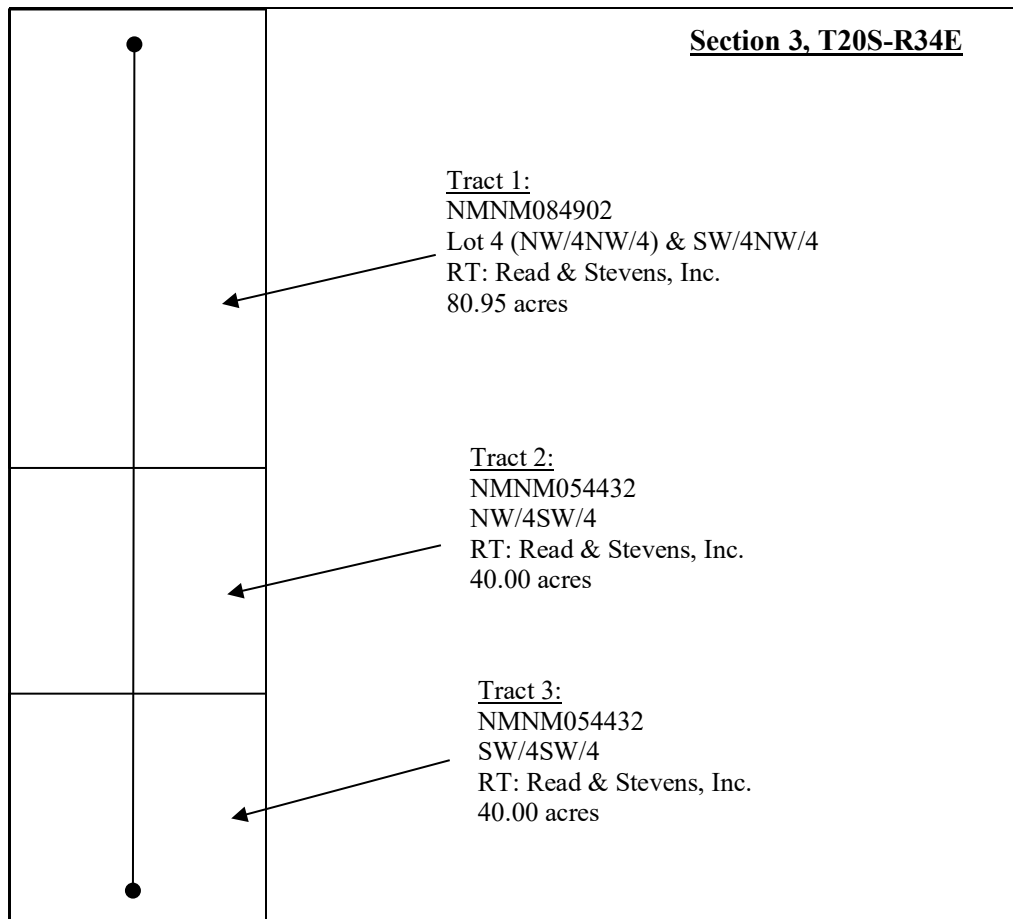 Section 3, T20S-R34E
Tract 1:
NMNM084902
Lot 4 (NW/4NW/4) & SW/4NW/4
RT: Read & Stevens, Inc.
80.95 acres
Tract 2:
NMNM054432
NW/4SW/4
RT: Read & Stevens, Inc.
40.00 acres
Tract 3:
NMNM054432
SW/4SW/4
RT: Read & Stevens, Inc.
40.00 acres